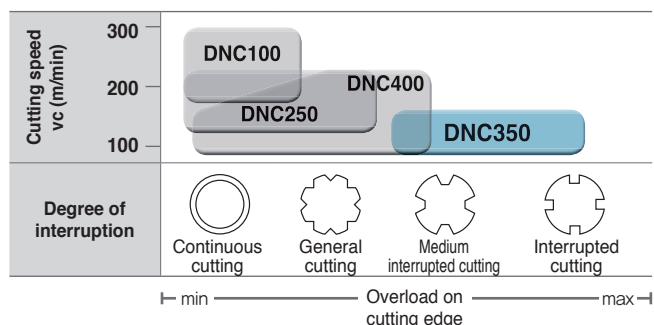 Cutting speed
vc (m/min)
300
200
100
DNC100
DNC400
DNC250
DNC350
Degree of
interruption
Continuous
cutting
General
cutting
Medium
interrupted cutting
Interrupted
cutting
min
Overload on
cutting edge
max